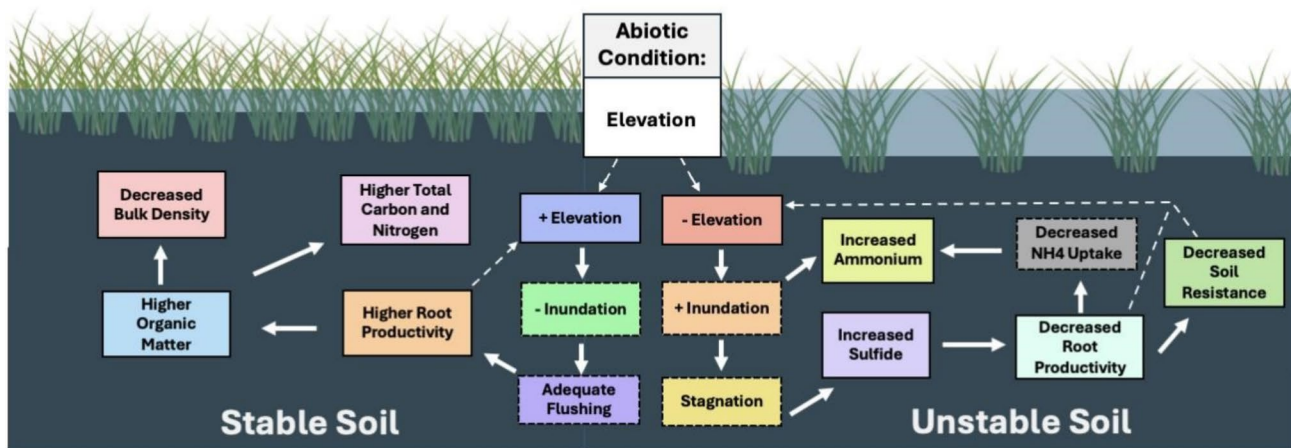 Abiotic
Condition:
Elevation
Decreased
Bulk Density
Higher Total
Carbon and
Nitrogen
+ Elevation
- Elevation
Increased
Ammonium
Decreased
NH4 Uptake
Decreased
Soil
Resistance
Higher
Organic
Matter
Higher Root
Productivity
- Inundation
+ Inundation
Increased
Sulfide
Decreased
Root
Productivity
Adequate
Flushing
Stagnation
Stable Soil
Unstable Soil